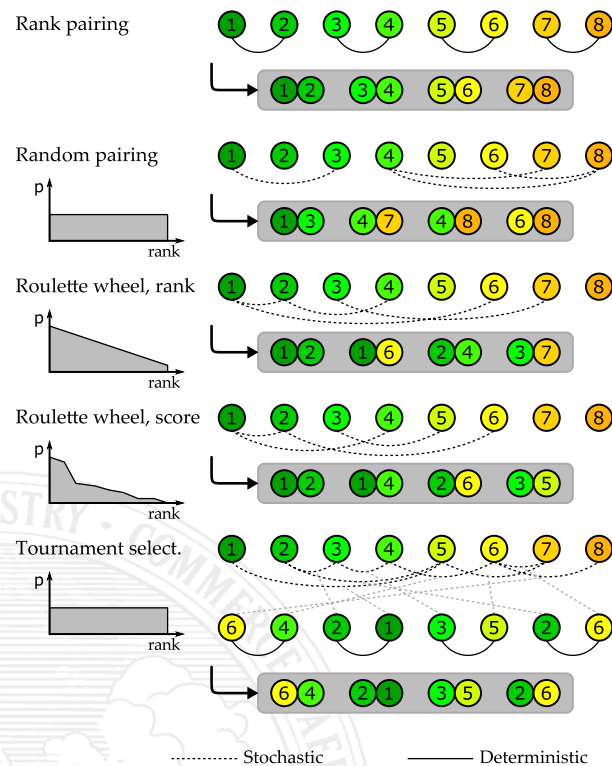 Rank pairing
1 2 3 4 5 6 7 8
1 2 3 4 5 6 7 8
Random pairing
1 2 3 4 5 6 7 8
p
rank
1 3 4 7 4 8 6 8
Roulette wheel, rank
1 2 3 4 5 6 7 8
p
rank
1 2 1 6 2 4 3 7
Roulette wheel, score
1 2 3 4 5 6 7 8
p
rank
1 2 1 4 2 6 3 5
Tournament select.
1 2 3 4 5 6 7 8
p
rank
6 4 2 1 3 5 2 6
6 4 2 1 3 5 2 6
Stochastic
Deterministic